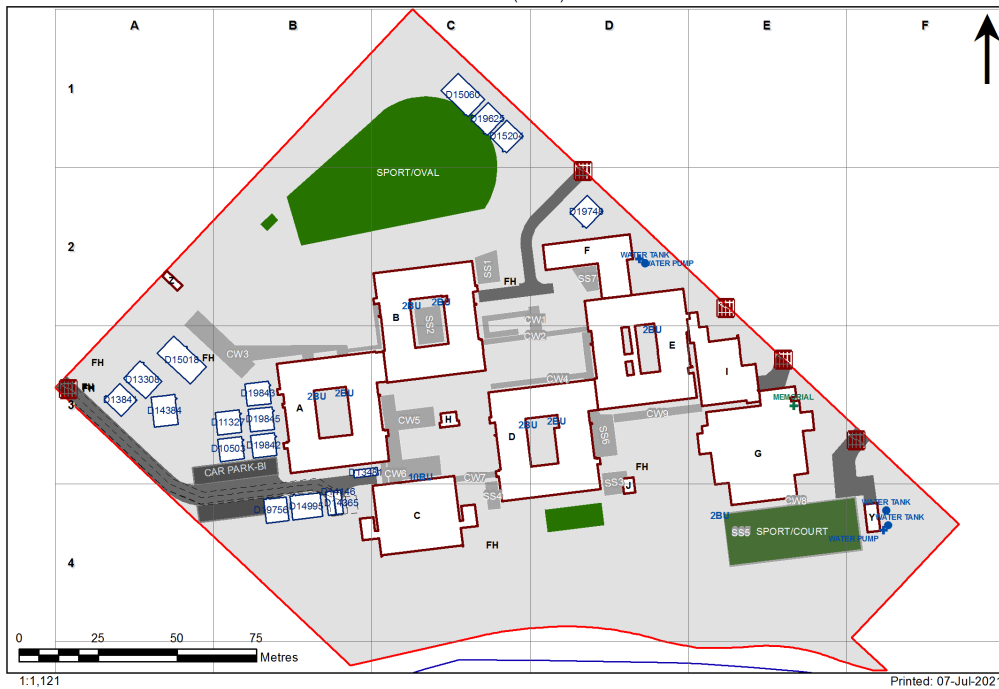 A B C D E F
1
D15060
D19625
D15204
SPORT/OVAL
D19748
2
F
WATER TANK
WATER PUMP
SS1
FH
SS7
Z
2BU 2BU
B
SS2
CW1
CW2
2BU
E
CW3
FH
D15018
FH
D13308
FH
D13841
I
MEMORIAL
3
D14384
D19843
A
2BU
2BU
CW4
D11327
D19845
CW5
H
2BU
2BU
D
CW9
SS6
D10503
D19842
G
CAR PARK-BI
CW6
10BU
CW7
SS4
SS3
J
FH
D19756
D14995
C
FH
2BU
CW8
SS5
SPORT/COURT
WATER TANK
Y
WATER TANK
WATER PUMP
4
0 25 50 75
Metres
1:1,121
Printed: 07-Jul-2021